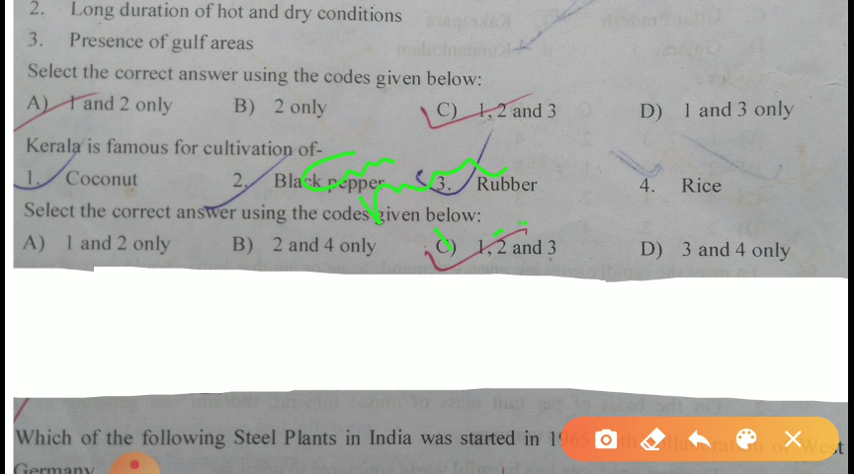 2. Long duration of hot and dry conditions
3. Presence of gulf areas
Select the correct answer using the codes given below:
A) 1 and 2 only B) 2 only C) 1, 2 and 3 D) 1 and 3 only
Kerala is famous for cultivation of-
1. Coconut 2. Black pepper 3. Rubber 4. Rice
Select the correct answer using the codes given below:
A) 1 and 2 only B) 2 and 4 only C) 1, 2 and 3 D) 3 and 4 only
Which of the following Steel Plants in India was started in
Germany